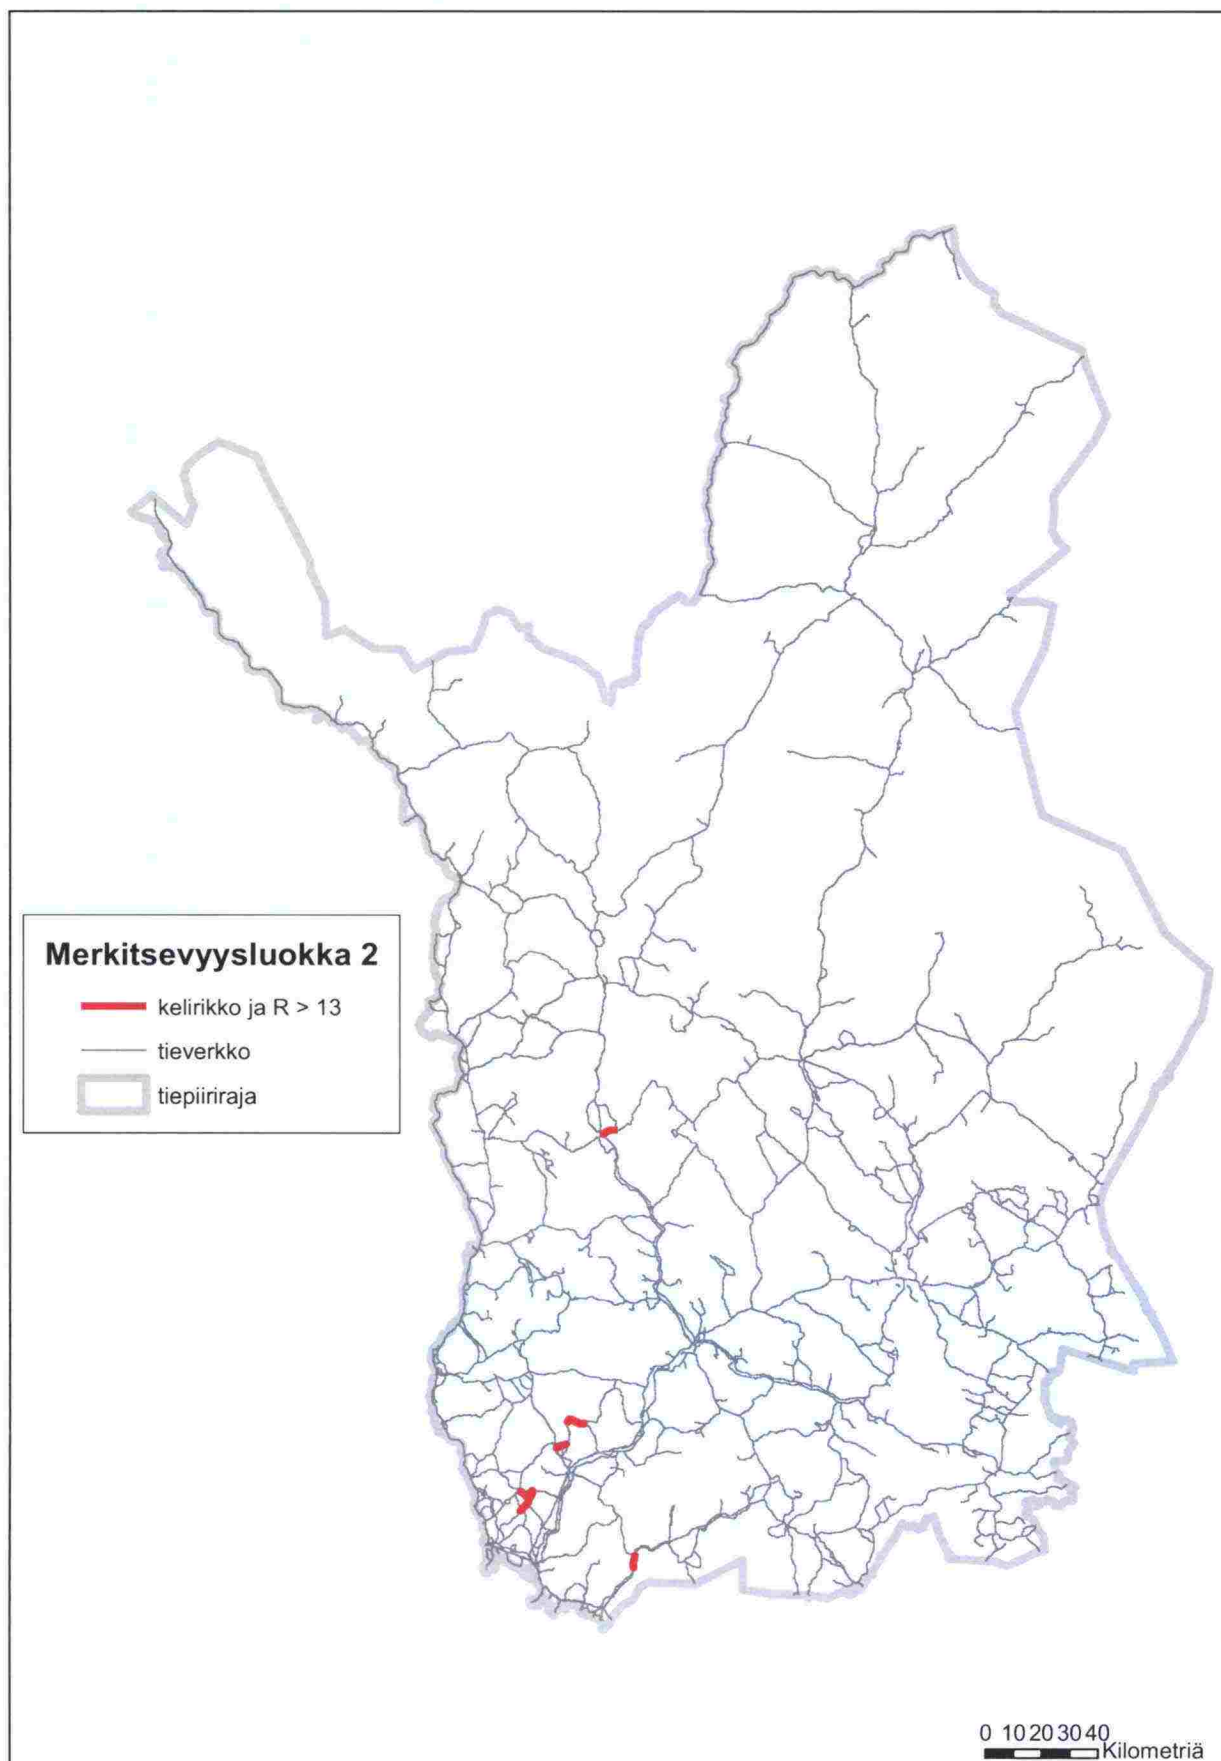 Merkitsevyysluokka 2
kelirikko ja R > 13
tieverkko
tiepiiriraja
0 10 20 30 40
Kilometriä